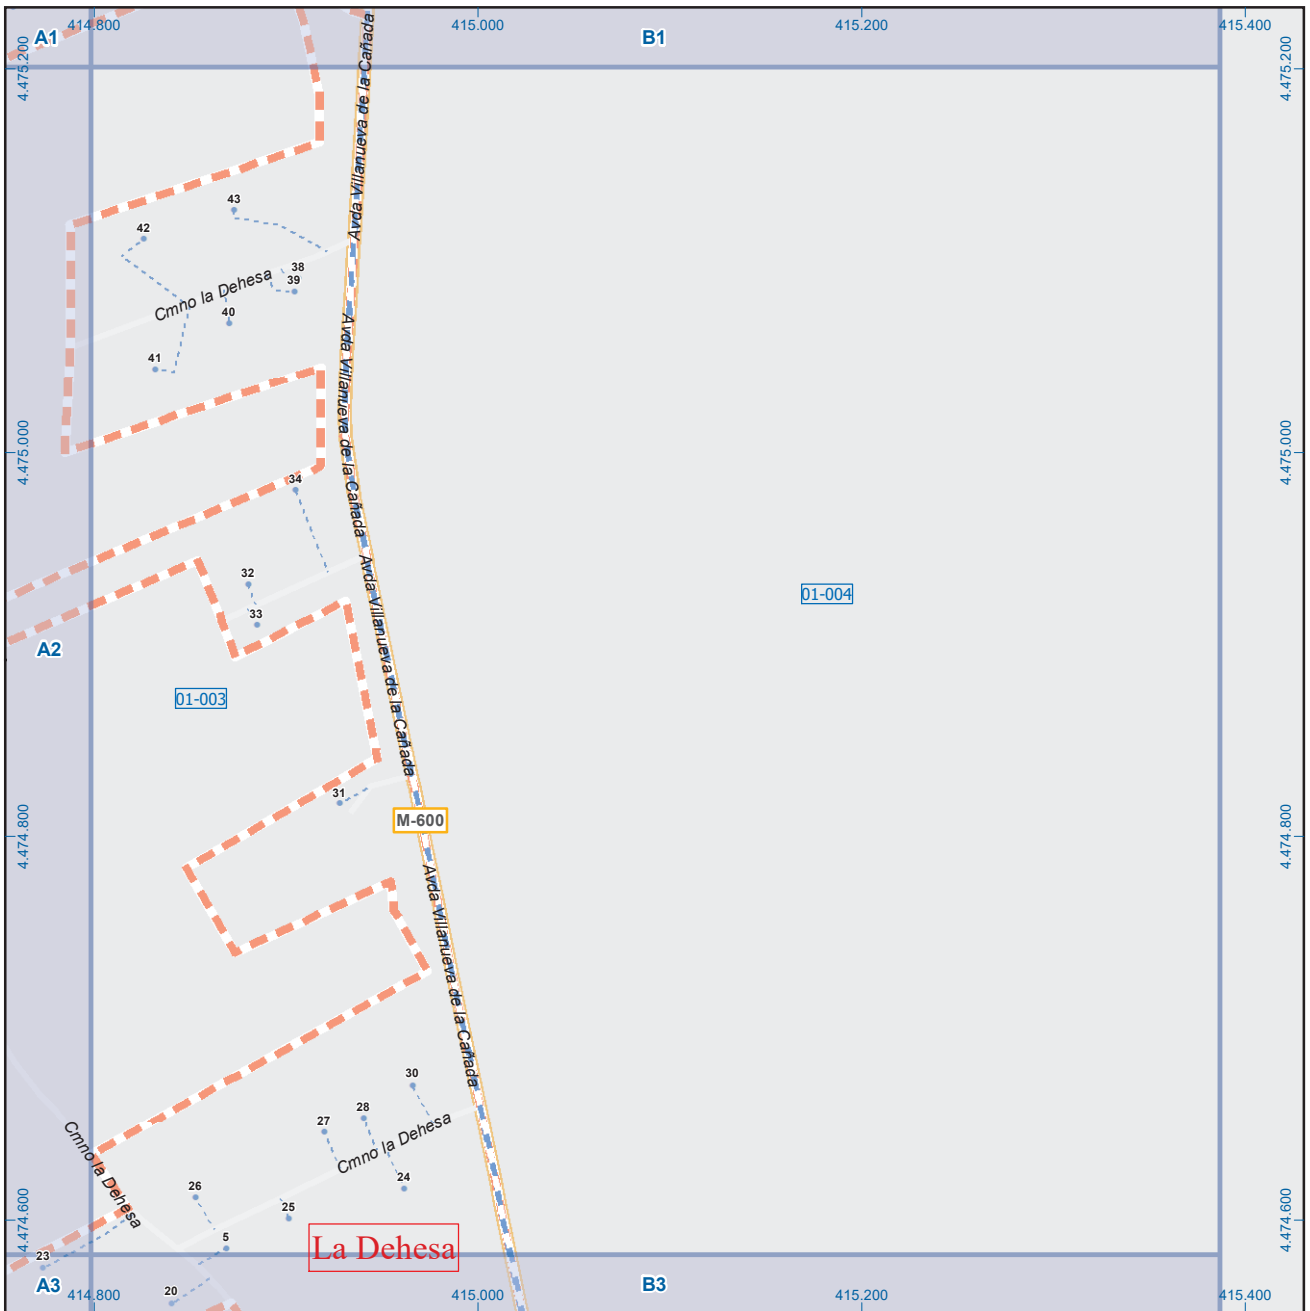 414.800
415.000
415.200
415.400
A1
B1
4.475.200
4.475.200
Avda Villanueva de la Cañada
43
42
38
39
Cmno la Dehesa
40
41
Avda Villanueva de la Cañada
4.475.000
4.475.000
34
32
33
Avda Villanueva de la Cañada
01-004
A2
01-003
31
M-600
4.474.800
4.474.800
Avda Villanueva de la Cañada
30
28
27
Cmno la Dehesa
Cmno la Dehesa
24
26
25
5
La Dehesa
4.474.600
4.474.600
23
20
A3
B3
414.800
415.000
415.200
415.400